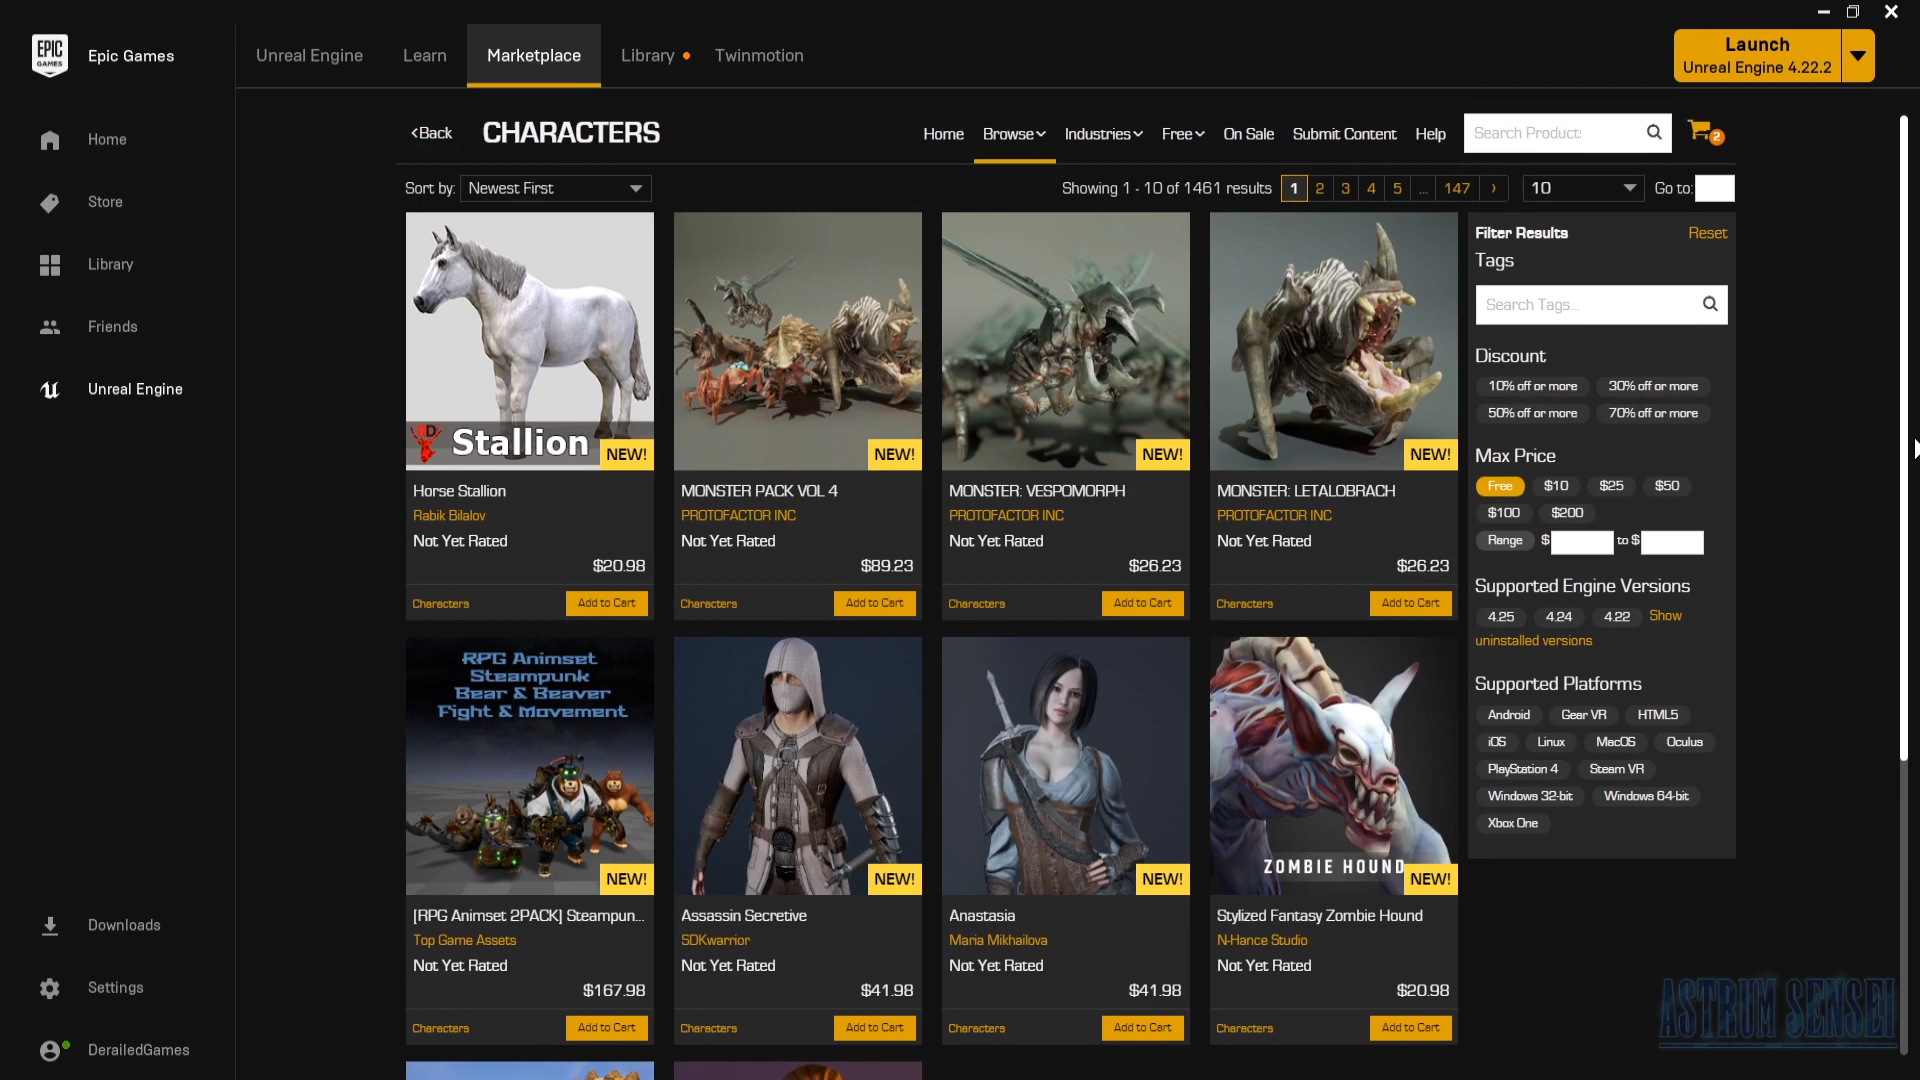 EPIC GAMES
Epic Games
Unreal Engine
Learn
Marketplace
Library
Twinmotion
Launch
Unreal Engine 4.22.2
Home
Store
Library
Friends
Unreal Engine
Downloads
Settings
DerailedGames
Back
CHARACTERS
Home
Browse
Industries
Free
On Sale
Submit Content
Help
Search Product:
2
Sort by:
Newest First
Showing 1 - 10 of 1461 results
1 2 3 4 5 ... 147 ›
10
Go to:
D Stallion
NEW!
Horse Stallion
Rabik Bilalov
Not Yet Rated
$20.98
Characters
Add to Cart
NEW!
MONSTER PACK VOL 4
PROTOFACTOR INC
Not Yet Rated
$89.23
Characters
Add to Cart
NEW!
MONSTER: VESPOMORPH
PROTOFACTOR INC
Not Yet Rated
$26.23
Characters
Add to Cart
NEW!
MONSTER: LETALOBRACH
PROTOFACTOR INC
Not Yet Rated
$26.23
Characters
Add to Cart
RPG Animset
Steampunk
Bear & Beaver
Fight & Movement
NEW!
[RPG Animset 2PACK] Steampun...
Top Game Assets
Not Yet Rated
$167.98
Characters
Add to Cart
NEW!
Assassin Secretive
SDKwarrior
Not Yet Rated
$41.98
Characters
Add to Cart
NEW!
Anastasia
Maria Mikhailova
Not Yet Rated
$41.98
Characters
Add to Cart
ZOMBIE HOUND
NEW!
Stylized Fantasy Zombie Hound
N-Hance Studio
Not Yet Rated
$20.98
Characters
Add to Cart
Filter Results
Reset
Tags
Search Tags...
Discount
10% off or more 30% off or more
50% off or more 70% off or more
Max Price
Free $10 $25 $50
$100 $200
Range $ to $
Supported Engine Versions
4.25 4.24 4.22 Show
uninstalled versions
Supported Platforms
Android Gear VR HTML5
iOS Linux MacOS Oculus
PlayStation 4 Steam VR
Windows 32-bit Windows 64-bit
Xbox One
ASTRUM SENSEI